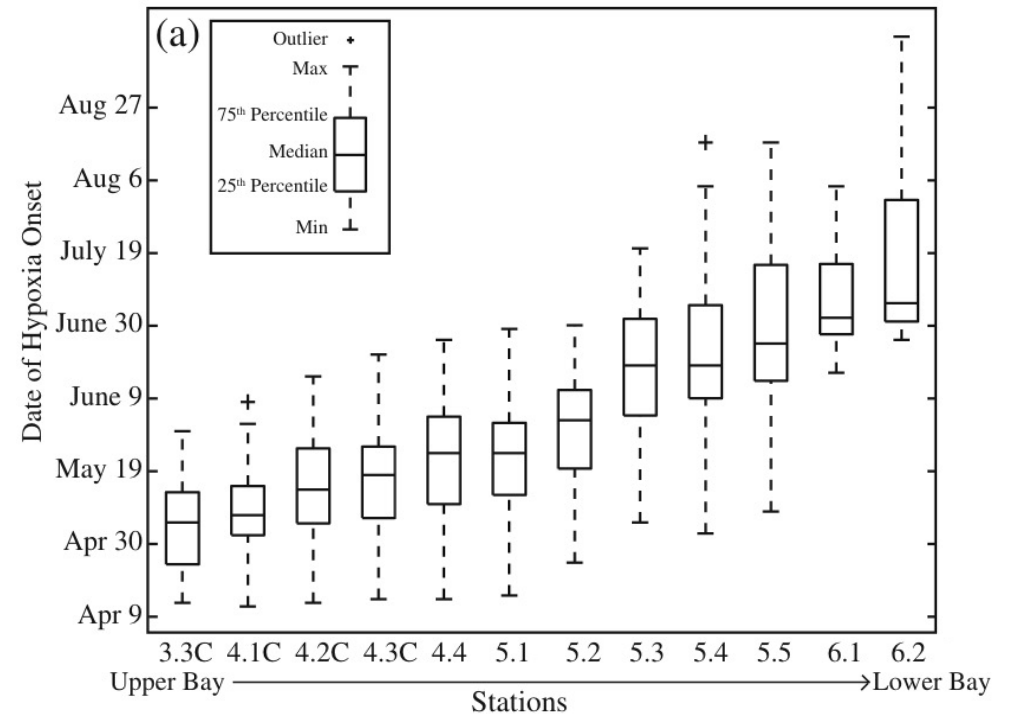 (a)
Outlier
Max
75th Percentile
Median
25th Percentile
Min
Date of Hypoxia Onset
Aug 27
Aug 6
July 19
June 30
June 9
May 19
Apr 30
Apr 9
3.3C 4.1C 4.2C 4.3C 4.4 5.1 5.2 5.3 5.4 5.5 6.1 6.2
Upper Bay Lower Bay
Stations